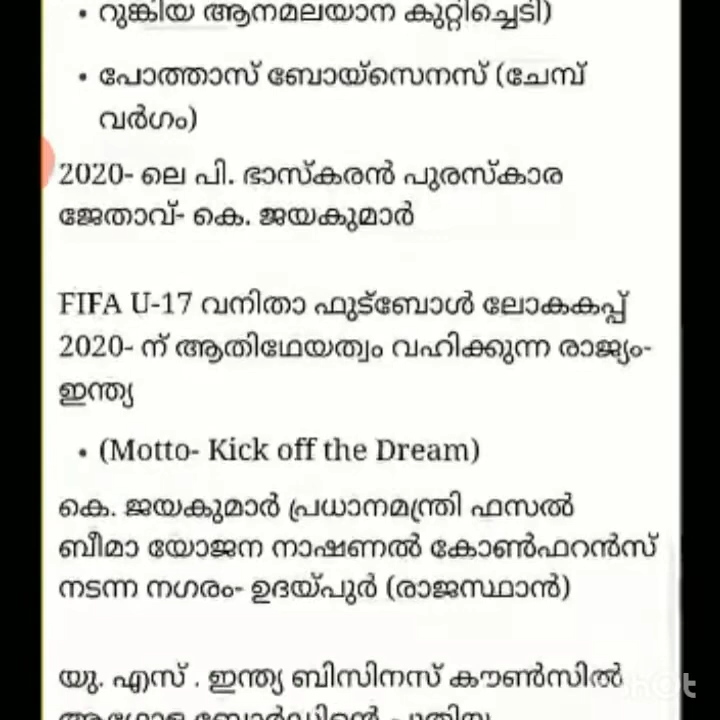 • റുങ്കിയ ആനമലയാന കുറ്റിച്ചെടി)
• പോത്താസ് ബോയ്സെനസ് (ചേമ്പ്
വർഗം)
2020- ലെ പി. ഭാസ്കരൻ പുരസ്കാര
ജേതാവ്- കെ. ജയകുമാർ
FIFA U-17 വനിതാ ഫുട്ബോൾ ലോകകപ്പ്
2020- ന് ആതിഥേയത്വം വഹിക്കുന്ന രാജ്യം-
ഇന്ത്യ
• (Motto- Kick off the Dream)
കെ. ജയകുമാർ പ്രധാനമന്ത്രി ഫസൽ
ബീമാ യോജന നാഷണൽ കോൺഫറൻസ്
നടന്ന നഗരം- ഉദയ്പുർ (രാജസ്ഥാൻ)
യു. എസ് . ഇന്ത്യ ബിസിനസ് കൗൺസിൽ